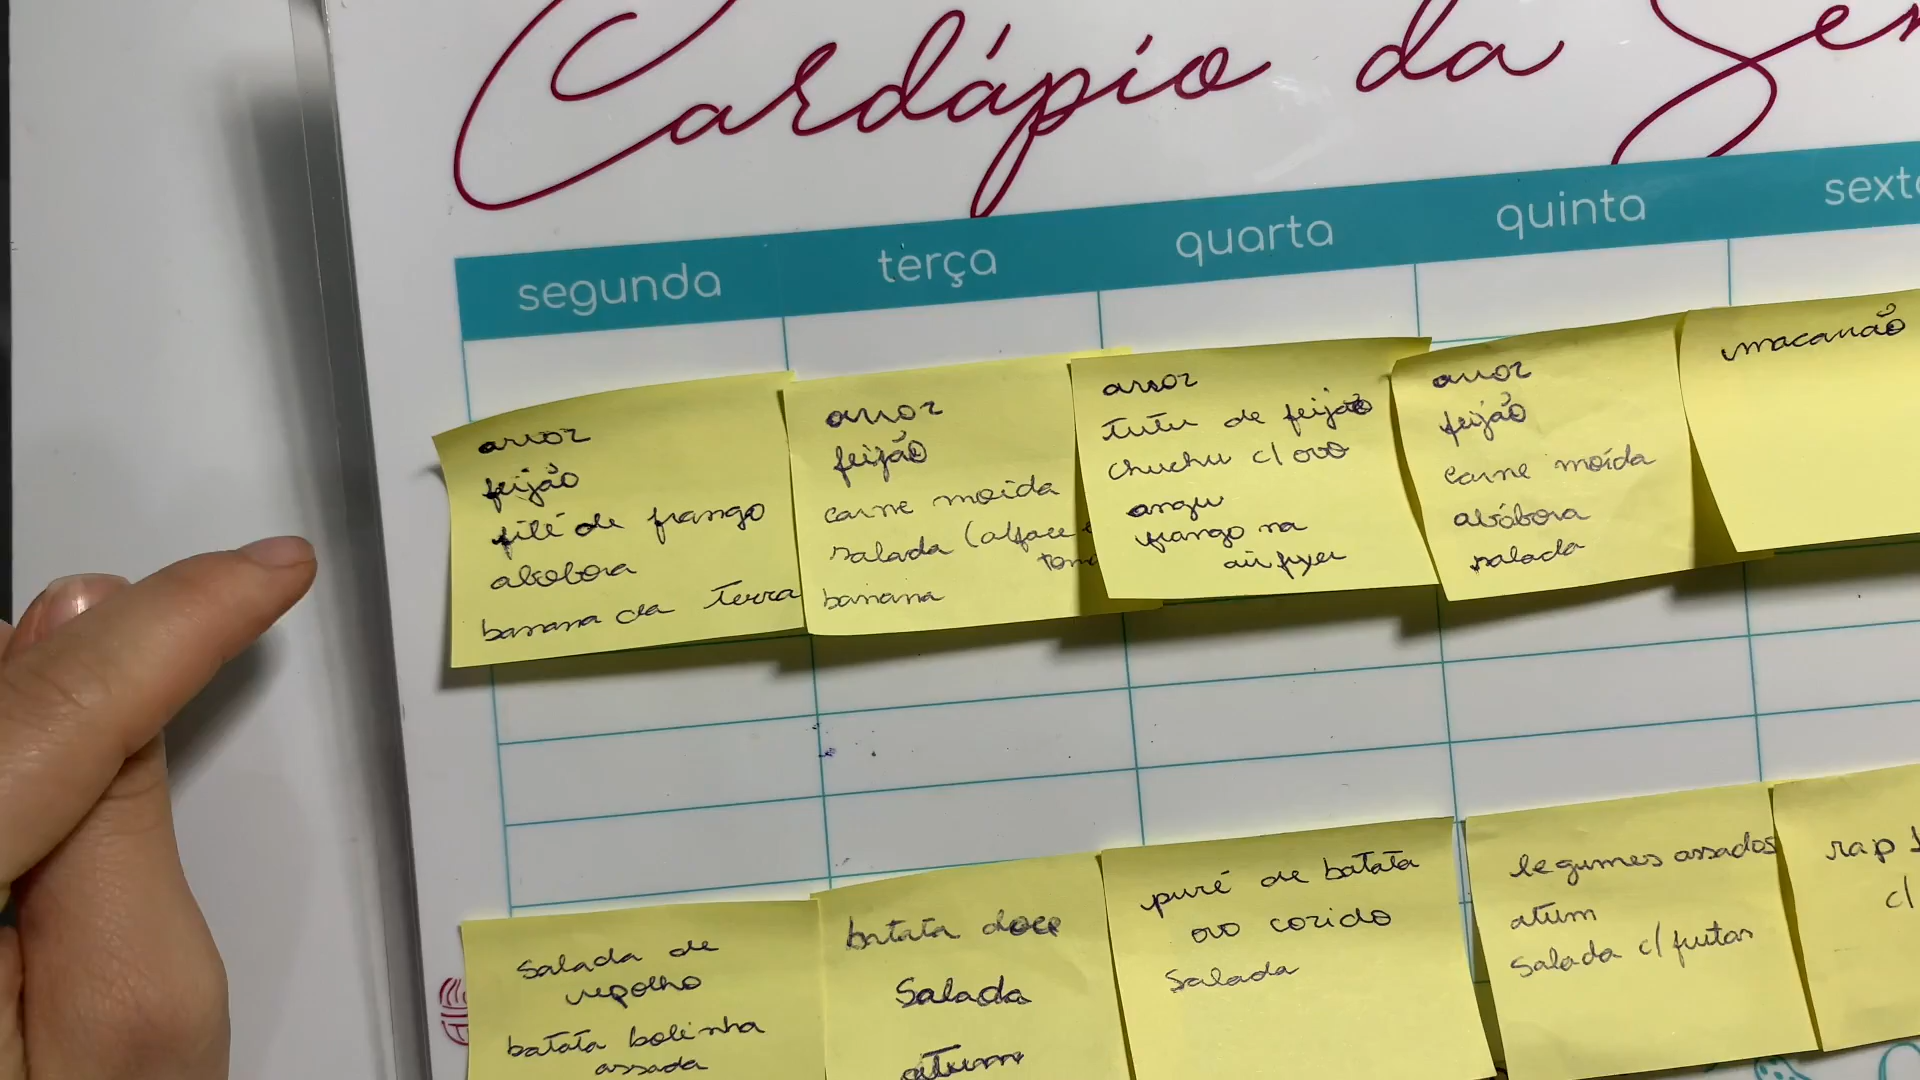 Cardápio da
segunda
terça
quarta
quinta
arroz
feijão
filé de frango
abobora
banana da terra
arroz
feijão
carne moída
salada (alface
banana
arroz
tutu de feijão
chuchu c/ ovo
angu
frango na
air fryer
arroz
feijão
carne moída
abóbora
salada
macarrão
salada de
repolho
batata bolinha
assada
batata doce
salada
atum
purê de batata
ovo cozido
salada
legumes assados
atum
salada c/ frutas
rap
c/